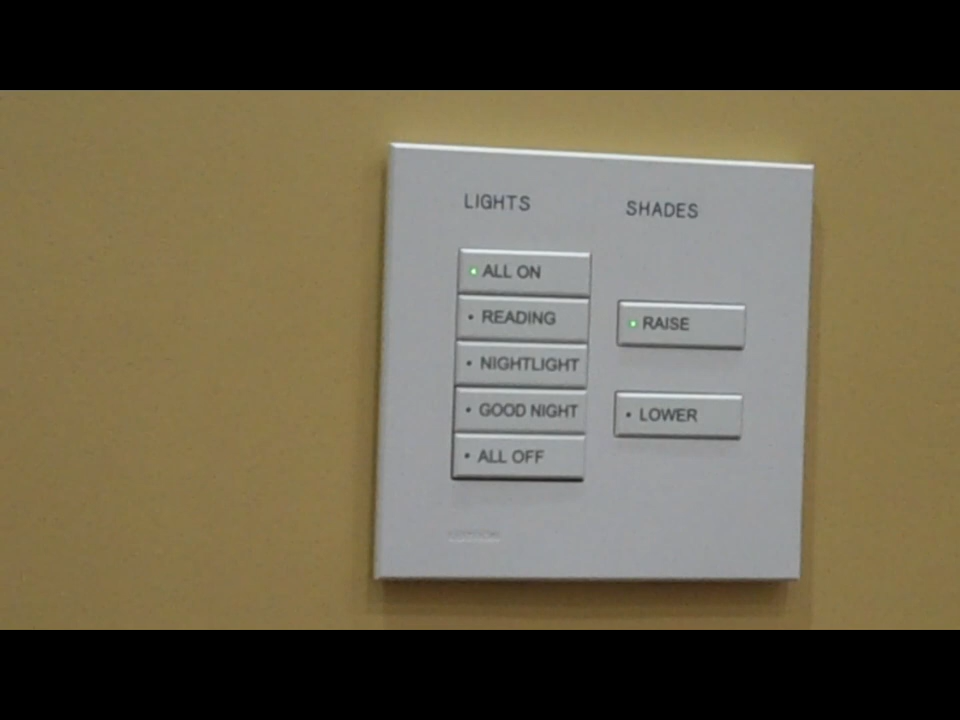 LIGHTS
ALL ON
READING
NIGHTLIGHT
GOOD NIGHT
ALL OFF
SHADES
RAISE
LOWER